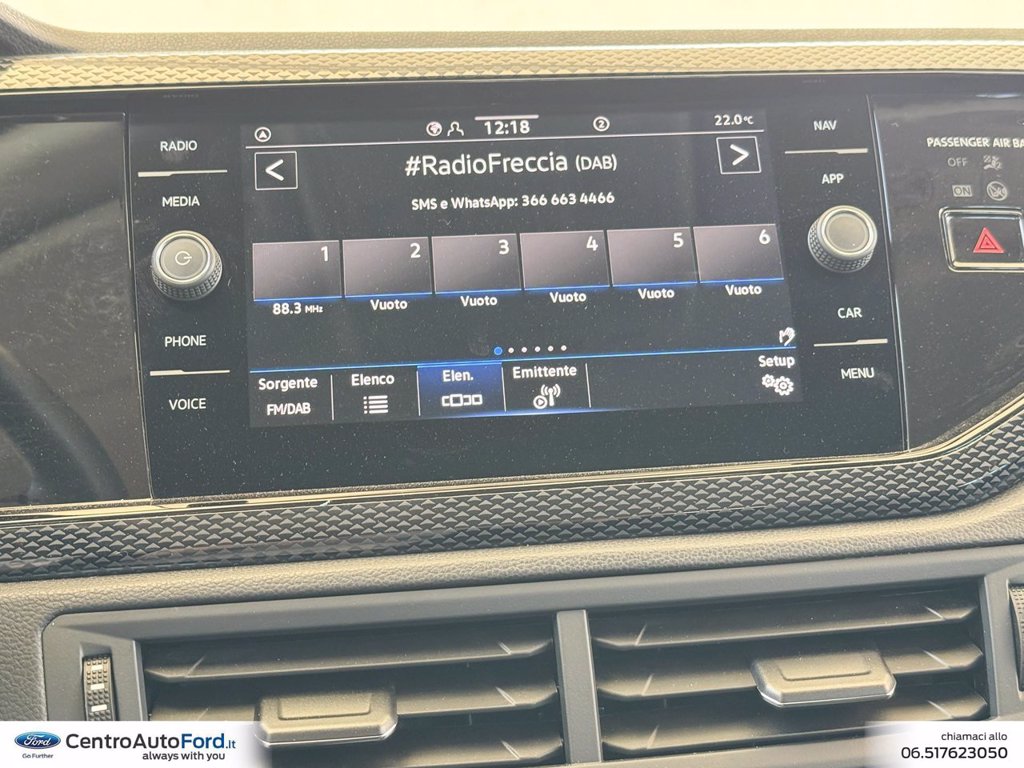 RADIO
MEDIA
PHONE
VOICE
12:18
2
22.0°C
<
#RadioFreccia (DAB)
>
SMS e WhatsApp: 366 663 4466
1 2 3 4 5 6
88.3 MHz Vuoto Vuoto Vuoto Vuoto Vuoto
Setup
Sorgente Elenco Elen. Emittente
FM/DAB
NAV
APP
CAR
MENU
PASSENGER AIR BA
OFF
ON
Ford
Go Further
CentroAutoFord.it
always with you
chiamaci allo
06.517623050